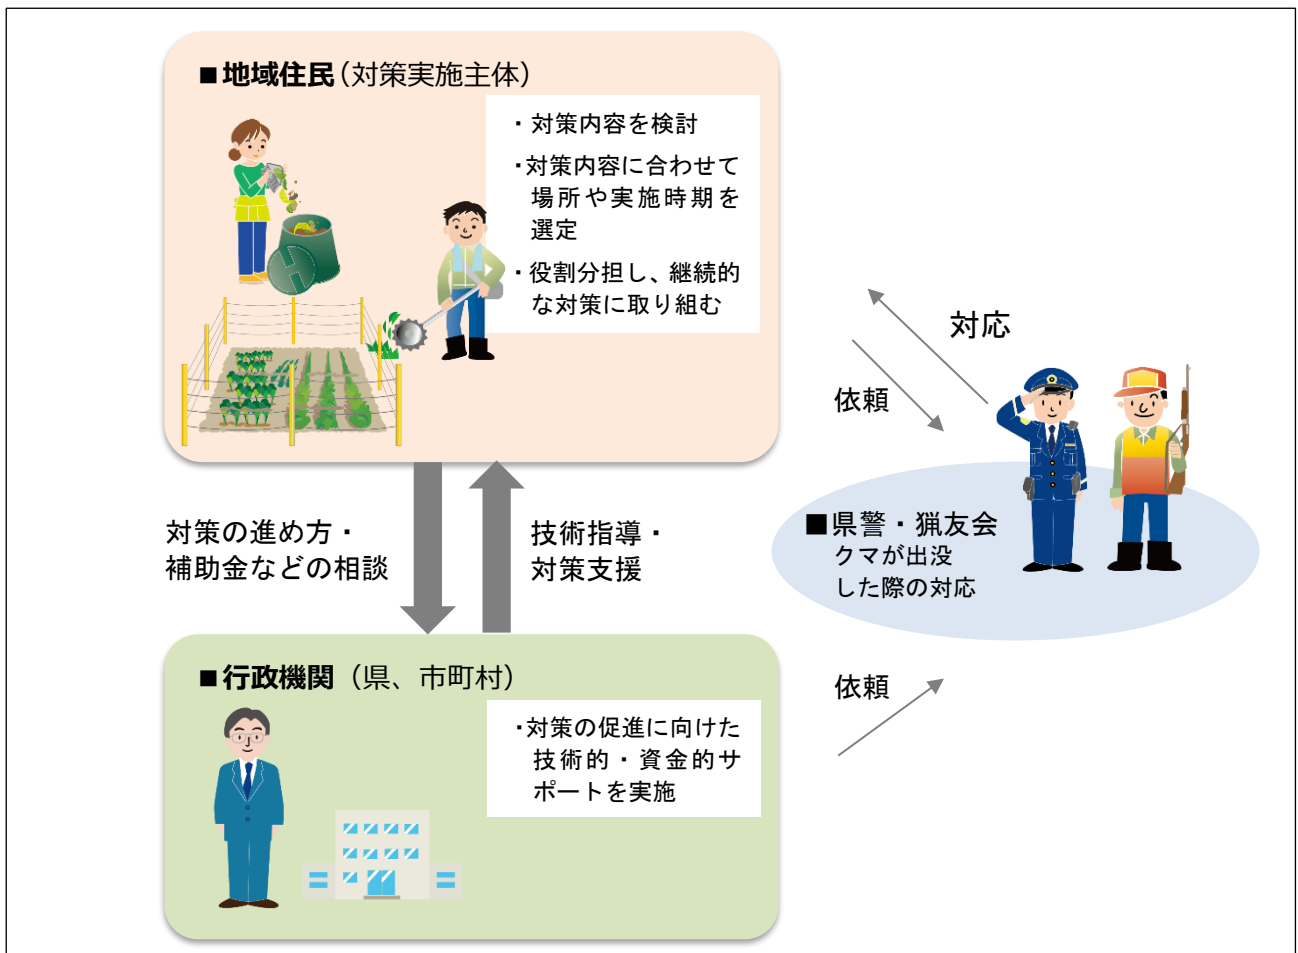 ■地域住民(対策実施主体)
・対策内容を検討
・対策内容に合わせて
場所や実施時期を
選定
・役割分担し、継続的
な対策に取り組む
対応
依頼
■県警・猟友会
クマが出没
した際の対応
対策の進め方・
補助金などの相談
技術指導・
対策支援
■行政機関(県、市町村)
・対策の促進に向けた
技術的・資金的サ
ポートを実施
依頼